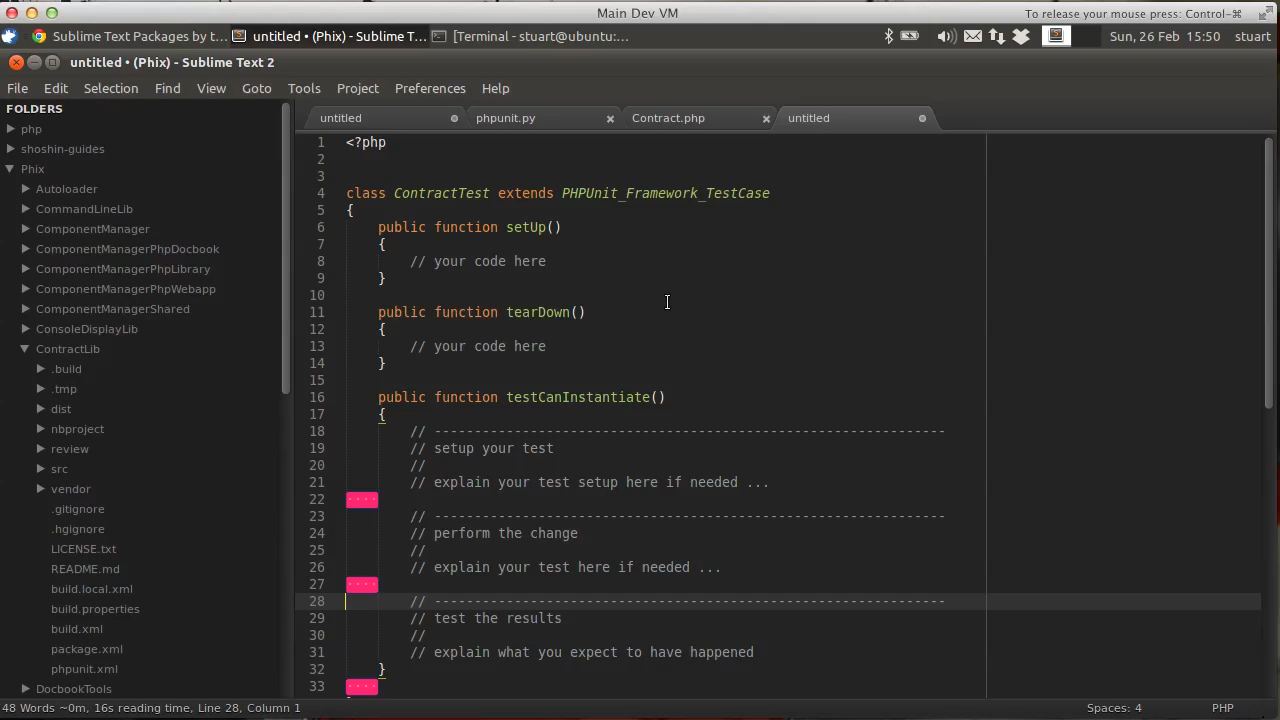 Main Dev VM
To release your mouse press: Control-⌘
Sublime Text Packages by t...
untitled • (Phix) - Sublime T...
[Terminal - stuart@ubuntu:...
Sun, 26 Feb 15:50 stuart
untitled • (Phix) - Sublime Text 2
File Edit Selection Find View Goto Tools Project Preferences Help
FOLDERS
php
shoshin-guides
Phix
Autoloader
CommandLineLib
ComponentManager
ComponentManagerPhpDocbook
ComponentManagerPhpLibrary
ComponentManagerPhpWebapp
ComponentManagerShared
ConsoleDisplayLib
ContractLib
.build
.tmp
dist
nbproject
review
src
vendor
.gitignore
.hgignore
LICENSE.txt
README.md
build.local.xml
build.properties
build.xml
package.xml
phpunit.xml
DocbookTools
untitled phpunit.py Contract.php untitled
1 <?php
2
3
4 class ContractTest extends PHPUnit_Framework_TestCase
5 {
6 public function setUp()
7 {
8 // your code here
9 }
10
11 public function tearDown()
12 {
13 // your code here
14 }
15
16 public function testCanInstantiate()
17 {
18 // ----------------------------------------------------------------
19 // setup your test
20 //
21 // explain your test setup here if needed ...
22 ····
23 // ----------------------------------------------------------------
24 // perform the change
25 //
26 // explain your test here if needed ...
27 ····
28 // ----------------------------------------------------------------
29 // test the results
30 //
31 // explain what you expect to have happened
32 }
33 ····
48 Words ~0m, 16s reading time, Line 28, Column 1
Spaces: 4
PHP